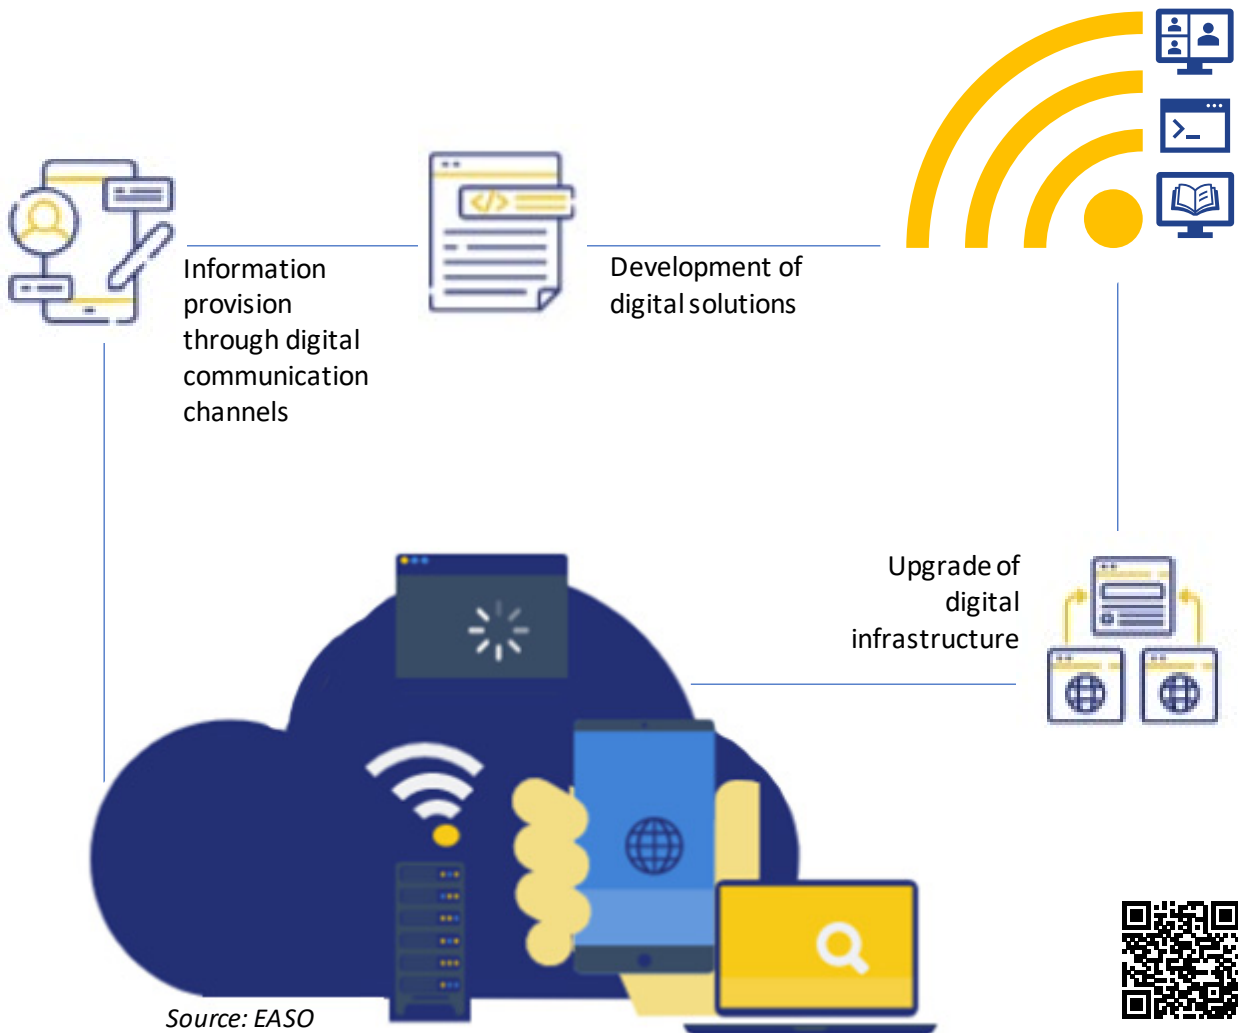 Information
provision
through digital
communication
channels
Development of
digital solutions
Upgrade of
digital
infrastructure
Source: EASO